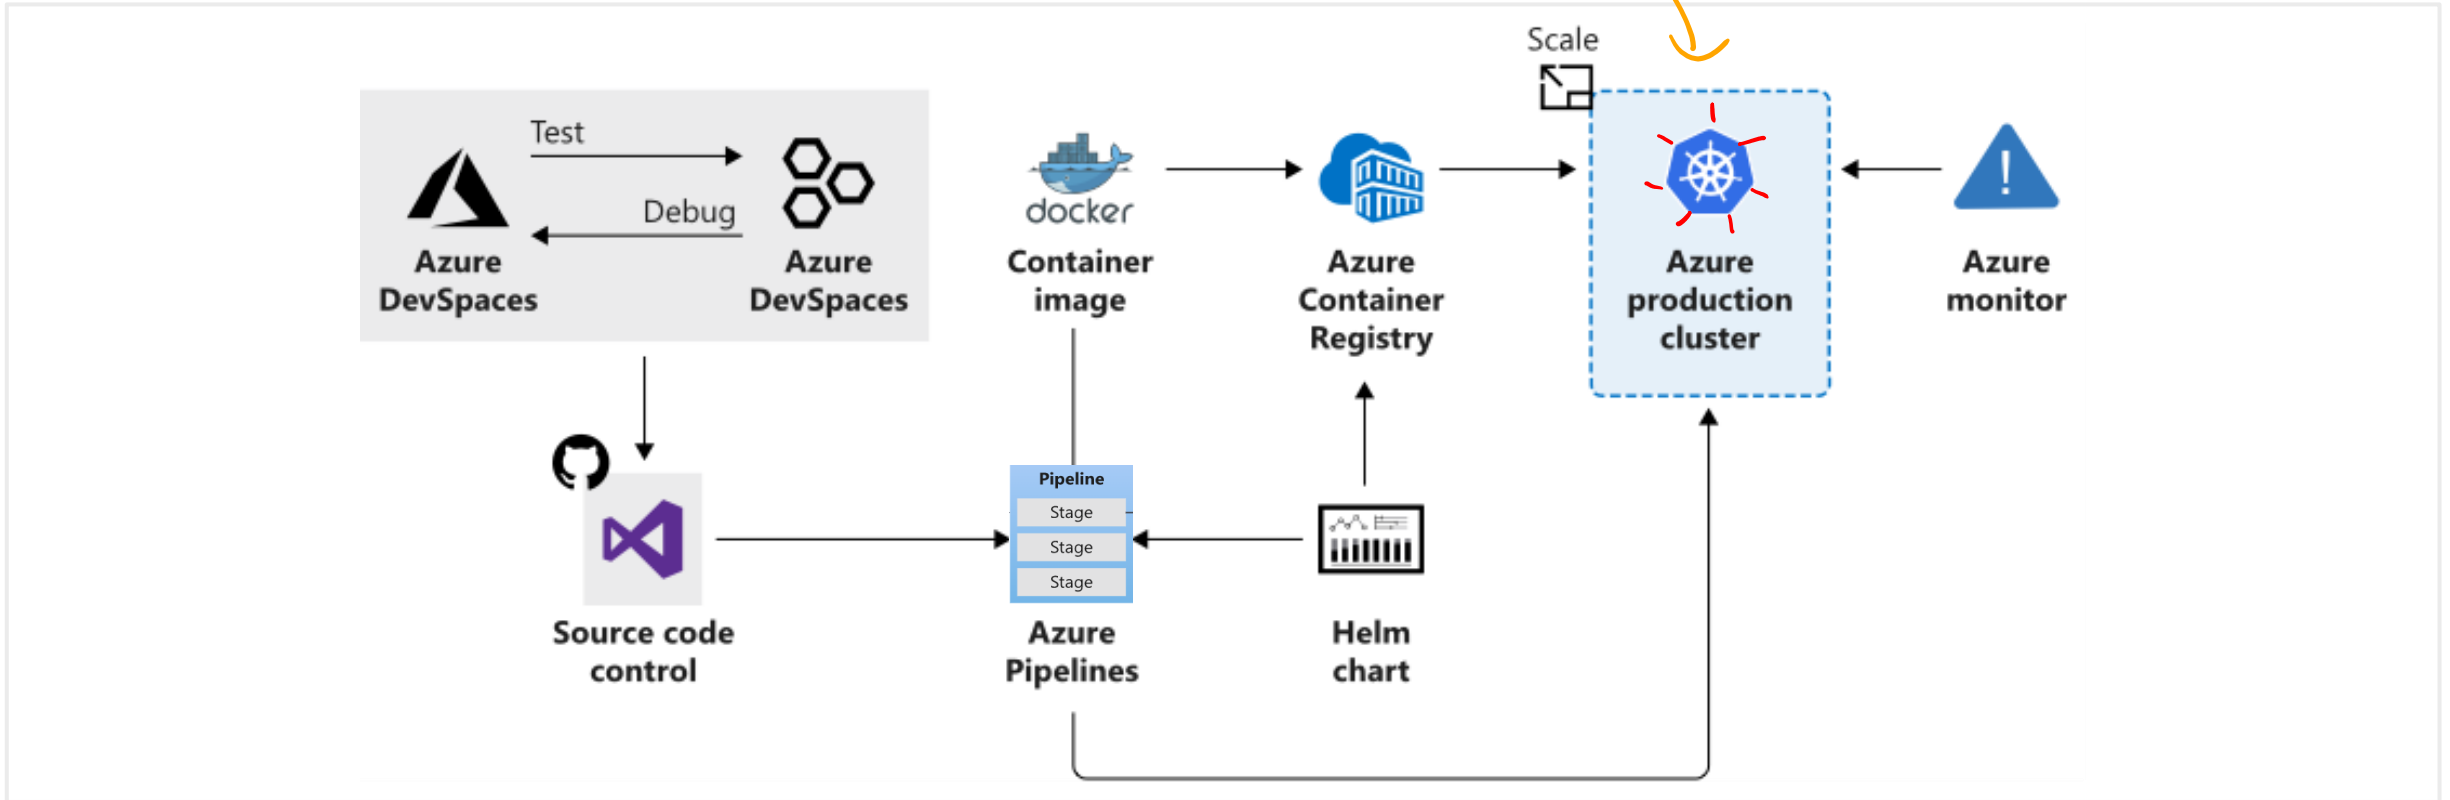 Scale
Test
Debug
Azure
DevSpaces
Azure
DevSpaces
docker
Container
image
Azure
Container
Registry
Azure
production
cluster
Azure
monitor
Source code
control
Pipeline
Stage
Stage
Stage
Azure
Pipelines
Helm
chart